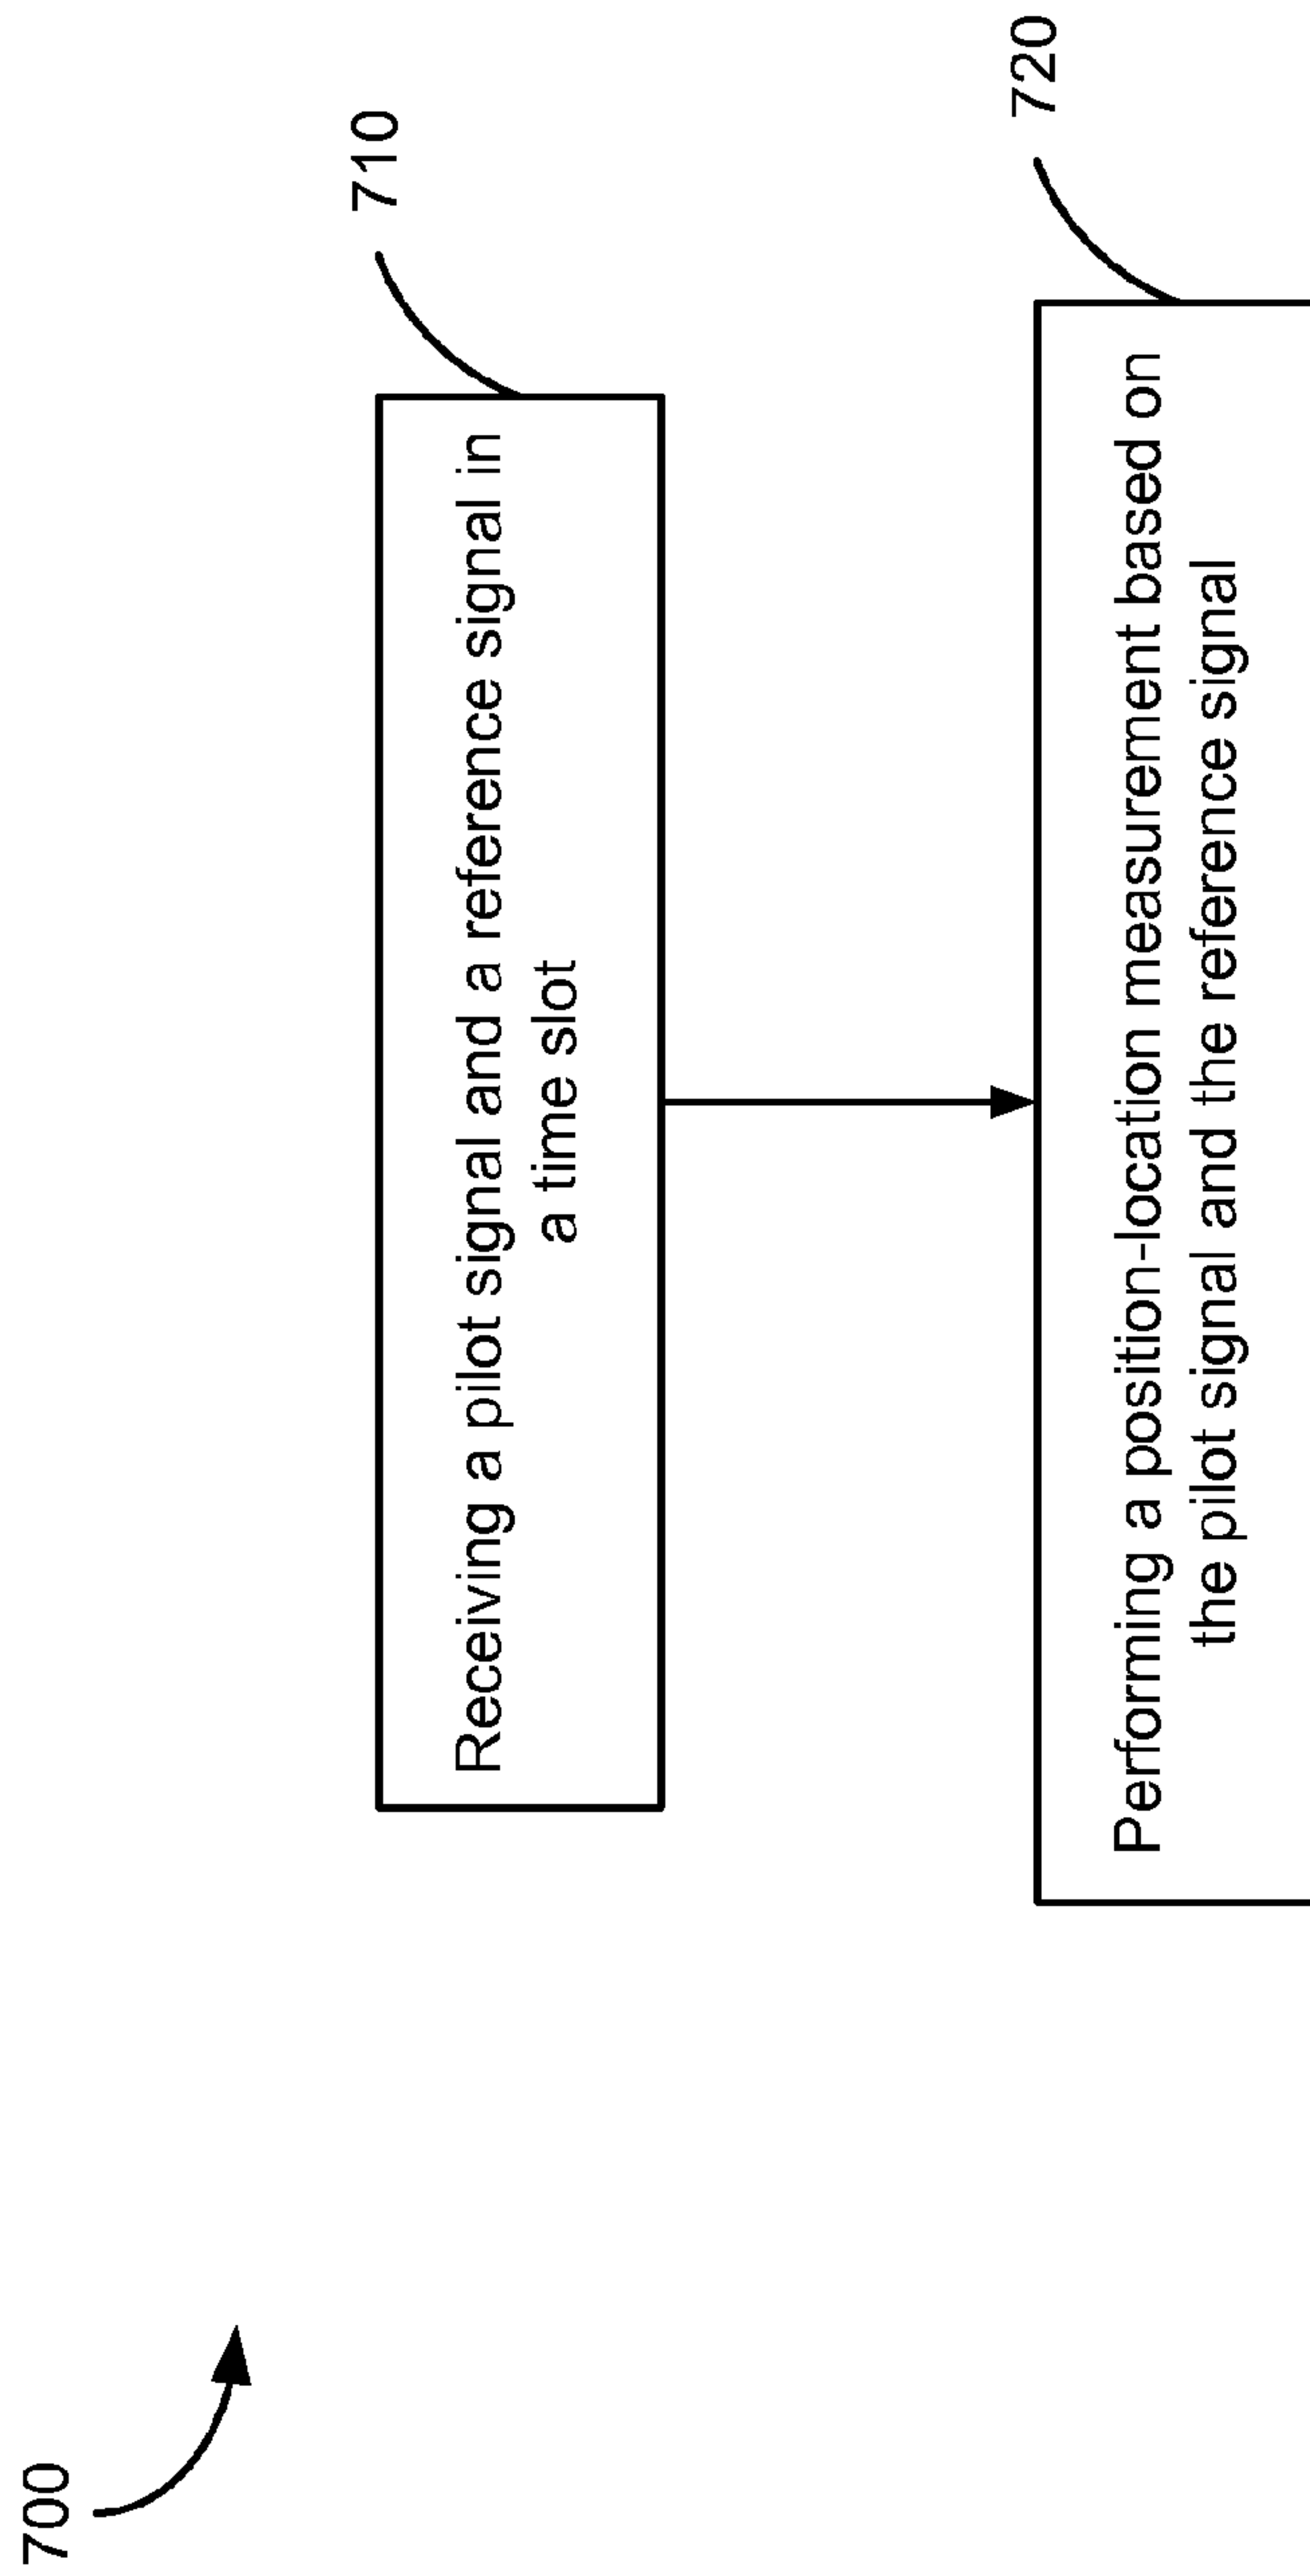 700
710
Receiving a pilot signal and a reference signal in
a time slot
720
Performing a position-location measurement based on
the pilot signal and the reference signal